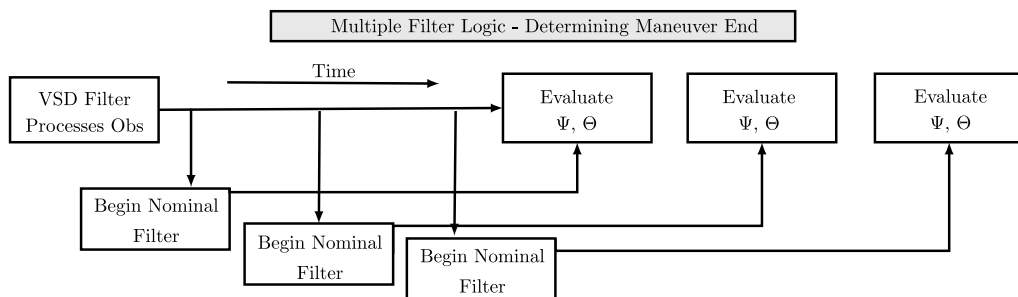 Multiple Filter Logic - Determining Maneuver End
Time
VSD Filter
Processes Obs
Evaluate
Ψ, Θ
Evaluate
Ψ, Θ
Evaluate
Ψ, Θ
Begin Nominal
Filter
Begin Nominal
Filter
Begin Nominal
Filter